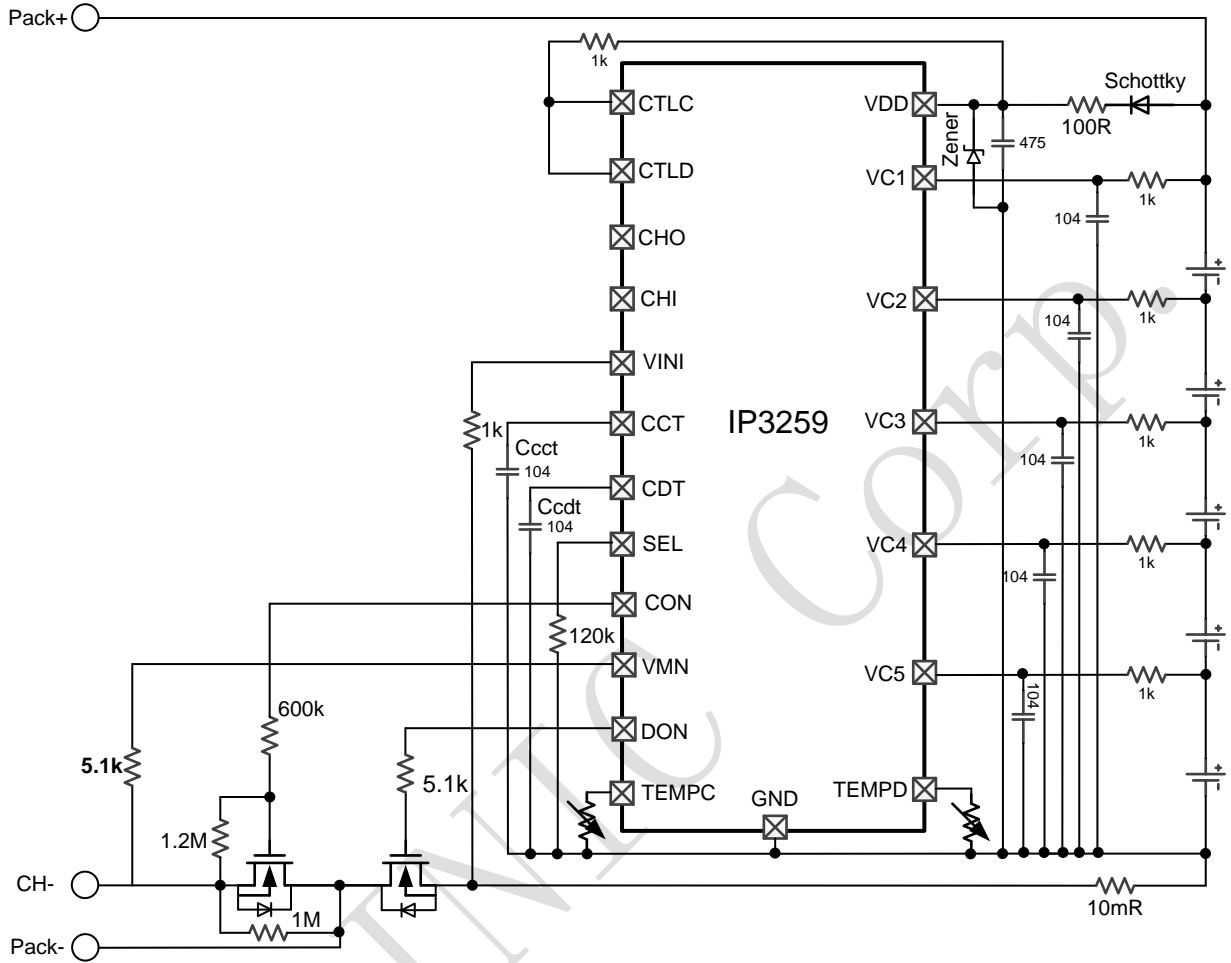 Pack+
1k
CTLC
VDD
Schottky
100R
Zener
475
CTLD
VC1
1k
104
CHO
CHI
VC2
1k
104
VINI
1k
CCT
Ccct
104
IP3259
VC3
1k
104
CDT
Ccdt
104
SEL
120k
VC4
1k
104
CON
600k
VMN
5.1k
VC5
1k
104
DON
5.1k
TEMPC
GND
TEMPD
1.2M
CH-
1M
10mR
Pack-
INIC Corp.